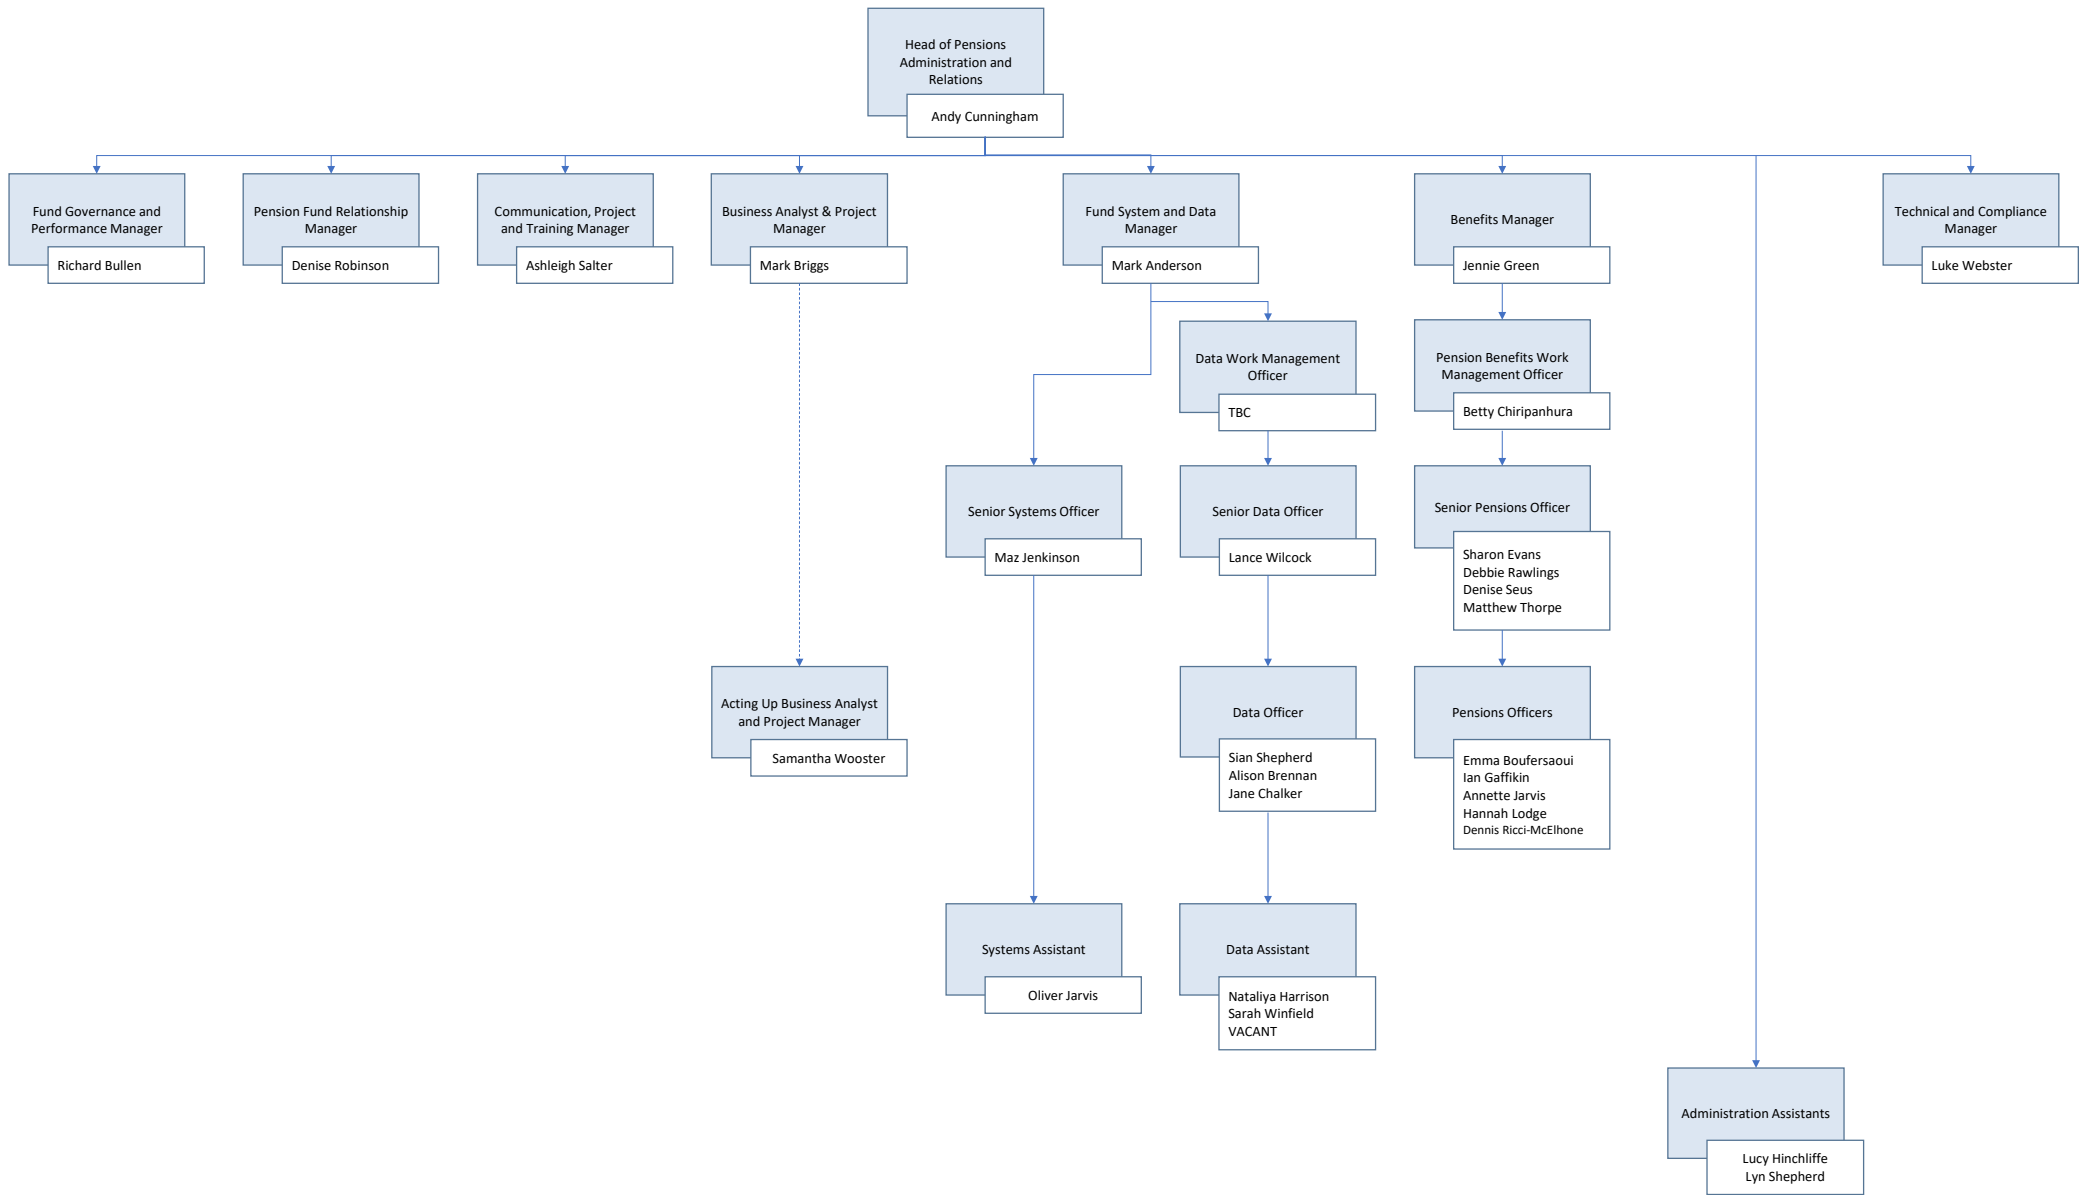 Head of Pensions
Administration and
Relations
Andy Cunningham
Fund Governance and
Performance Manager
Richard Bullen
Pension Fund Relationship
Manager
Denise Robinson
Communication, Project
and Training Manager
Ashleigh Salter
Business Analyst & Project
Manager
Mark Briggs
Fund System and Data
Manager
Mark Anderson
Benefits Manager
Jennie Green
Technical and Compliance
Manager
Luke Webster
Data Work Management
Officer
TBC
Pension Benefits Work
Management Officer
Betty Chiripanhura
Senior Systems Officer
Maz Jenkinson
Senior Data Officer
Lance Wilcock
Senior Pensions Officer
Sharon Evans
Debbie Rawlings
Denise Seus
Matthew Thorpe
Acting Up Business Analyst
and Project Manager
Samantha Wooster
Data Officer
Sian Shepherd
Alison Brennan
Jane Chalker
Pensions Officers
Emma Boufersaoui
Ian Gaffikin
Annette Jarvis
Hannah Lodge
Dennis Ricci-McElhone
Systems Assistant
Oliver Jarvis
Data Assistant
Nataliya Harrison
Sarah Winfield
VACANT
Administration Assistants
Lucy Hinchliffe
Lyn Shepherd